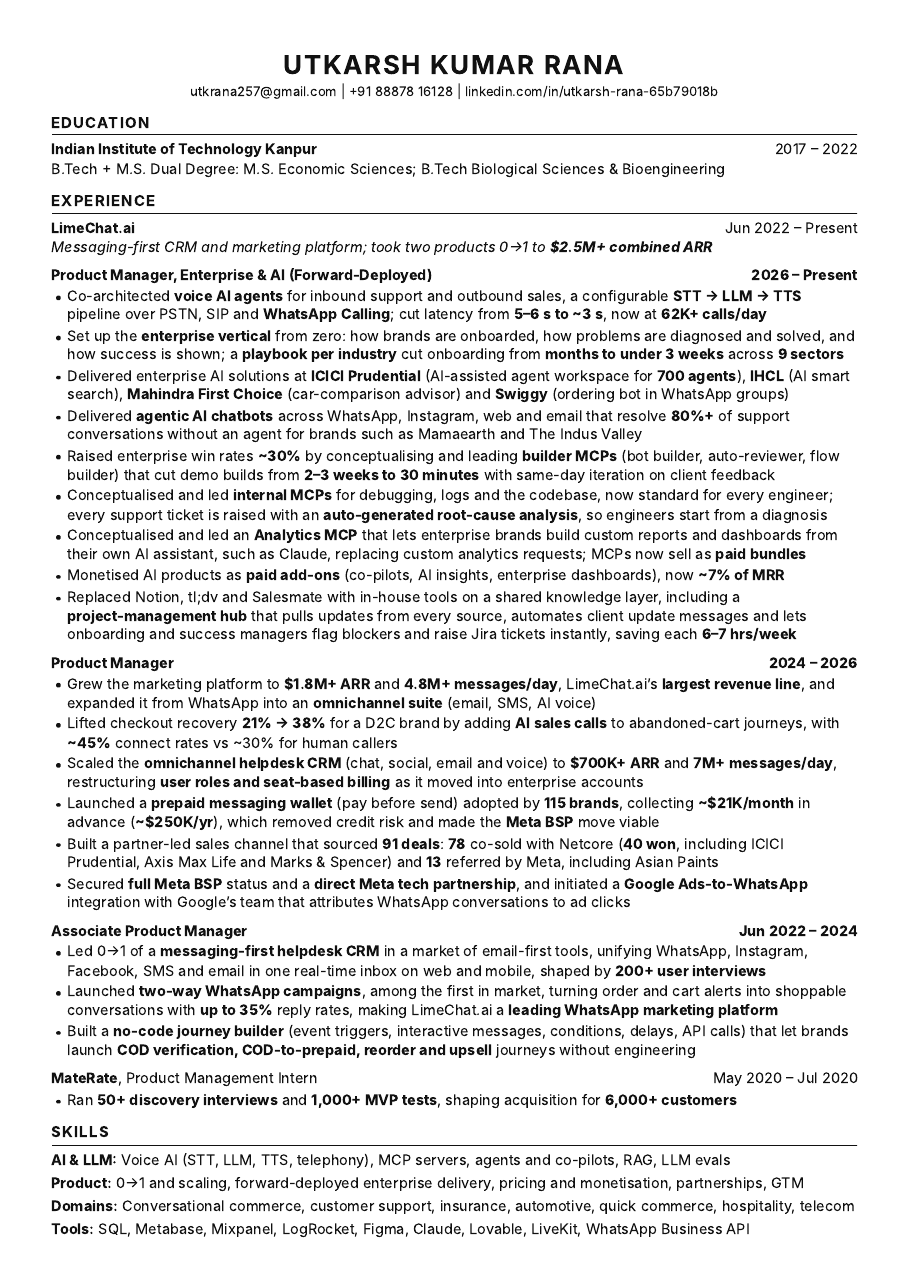 UTKARSH KUMAR RANA
utkrana257@gmail.com | +91 88878 16128 | linkedin.com/in/utkarsh-rana-65b79018b
EDUCATION
Indian Institute of Technology Kanpur 2017 – 2022
B.Tech + M.S. Dual Degree: M.S. Economic Sciences; B.Tech Biological Sciences & Bioengineering
EXPERIENCE
LimeChat.ai Jun 2022 – Present
Messaging-first CRM and marketing platform; took two products 0→1 to $2.5M+ combined ARR
Product Manager, Enterprise & AI (Forward-Deployed) 2026 – Present
• Co-architected voice AI agents for inbound support and outbound sales, a configurable STT → LLM → TTS
pipeline over PSTN, SIP and WhatsApp Calling; cut latency from 5–6 s to ~3 s, now at 62K+ calls/day
• Set up the enterprise vertical from zero: how brands are onboarded, how problems are diagnosed and solved, and
how success is shown; a playbook per industry cut onboarding from months to under 3 weeks across 9 sectors
• Delivered enterprise AI solutions at ICICI Prudential (AI-assisted agent workspace for 700 agents), IHCL (AI smart
search), Mahindra First Choice (car-comparison advisor) and Swiggy (ordering bot in WhatsApp groups)
• Delivered agentic AI chatbots across WhatsApp, Instagram, web and email that resolve 80%+ of support
conversations without an agent for brands such as Mamaearth and The Indus Valley
• Raised enterprise win rates ~30% by conceptualising and leading builder MCPs (bot builder, auto-reviewer, flow
builder) that cut demo builds from 2–3 weeks to 30 minutes with same-day iteration on client feedback
• Conceptualised and led internal MCPs for debugging, logs and the codebase, now standard for every engineer;
every support ticket is raised with an auto-generated root-cause analysis, so engineers start from a diagnosis
• Conceptualised and led an Analytics MCP that lets enterprise brands build custom reports and dashboards from
their own AI assistant, such as Claude, replacing custom analytics requests; MCPs now sell as paid bundles
• Monetised AI products as paid add-ons (co-pilots, AI insights, enterprise dashboards), now ~7% of MRR
• Replaced Notion, tl;dv and Salesmate with in-house tools on a shared knowledge layer, including a
project-management hub that pulls updates from every source, automates client update messages and lets
onboarding and success managers flag blockers and raise Jira tickets instantly, saving each 6–7 hrs/week
Product Manager 2024 – 2026
• Grew the marketing platform to $1.8M+ ARR and 4.8M+ messages/day, LimeChat.ai’s largest revenue line, and
expanded it from WhatsApp into an omnichannel suite (email, SMS, AI voice)
• Lifted checkout recovery 21% → 38% for a D2C brand by adding AI sales calls to abandoned-cart journeys, with
~45% connect rates vs ~30% for human callers
• Scaled the omnichannel helpdesk CRM (chat, social, email and voice) to $700K+ ARR and 7M+ messages/day,
restructuring user roles and seat-based billing as it moved into enterprise accounts
• Launched a prepaid messaging wallet (pay before send) adopted by 115 brands, collecting ~$21K/month in
advance (~$250K/yr), which removed credit risk and made the Meta BSP move viable
• Built a partner-led sales channel that sourced 91 deals: 78 co-sold with Netcore (40 won, including ICICI
Prudential, Axis Max Life and Marks & Spencer) and 13 referred by Meta, including Asian Paints
• Secured full Meta BSP status and a direct Meta tech partnership, and initiated a Google Ads-to-WhatsApp
integration with Google’s team that attributes WhatsApp conversations to ad clicks
Associate Product Manager Jun 2022 – 2024
• Led 0→1 of a messaging-first helpdesk CRM in a market of email-first tools, unifying WhatsApp, Instagram,
Facebook, SMS and email in one real-time inbox on web and mobile, shaped by 200+ user interviews
• Launched two-way WhatsApp campaigns, among the first in market, turning order and cart alerts into shoppable
conversations with up to 35% reply rates, making LimeChat.ai a leading WhatsApp marketing platform
• Built a no-code journey builder (event triggers, interactive messages, conditions, delays, API calls) that let brands
launch COD verification, COD-to-prepaid, reorder and upsell journeys without engineering
MateRate, Product Management Intern May 2020 – Jul 2020
• Ran 50+ discovery interviews and 1,000+ MVP tests, shaping acquisition for 6,000+ customers
SKILLS
AI & LLM: Voice AI (STT, LLM, TTS, telephony), MCP servers, agents and co-pilots, RAG, LLM evals
Product: 0→1 and scaling, forward-deployed enterprise delivery, pricing and monetisation, partnerships, GTM
Domains: Conversational commerce, customer support, insurance, automotive, quick commerce, hospitality, telecom
Tools: SQL, Metabase, Mixpanel, LogRocket, Figma, Claude, Lovable, LiveKit, WhatsApp Business API